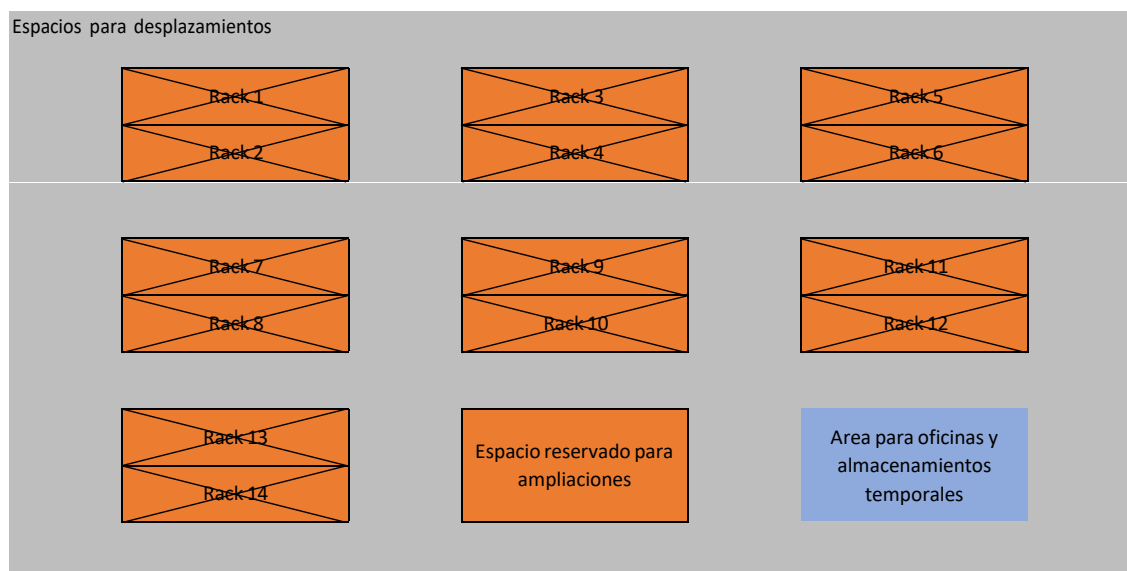 Espacios para desplazamientos
Rack 1
Rack 3
Rack 5
Rack 2
Rack 4
Rack 6
Rack 7
Rack 9
Rack 11
Rack 8
Rack 10
Rack 12
Rack 13
Rack 14
Espacio reservado para
ampliaciones
Area para oficinas y
almacenamientos
temporales